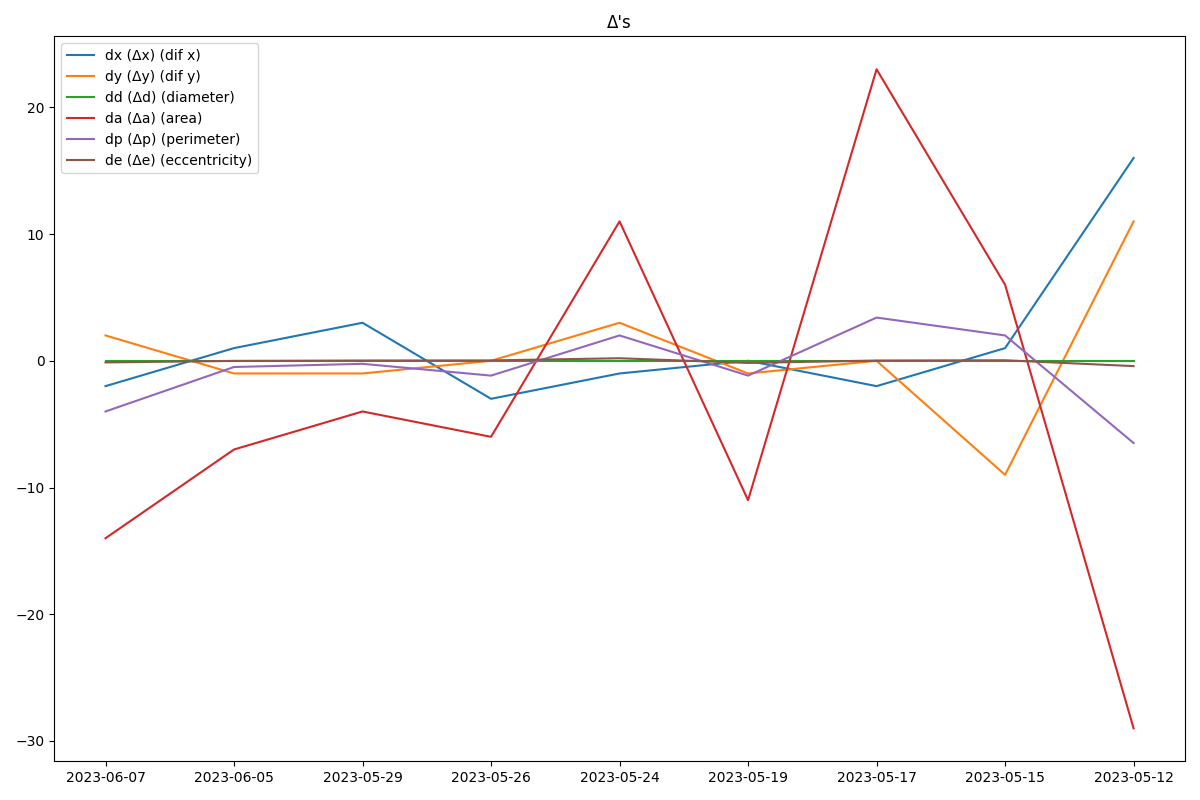 Δ's
dx (Δx) (dif x)
dy (Δy) (dif y)
dd (Δd) (diameter)
da (Δa) (area)
dp (Δp) (perimeter)
de (Δe) (eccentricity)
20
10
0
−10
−20
−30
2023-06-07 2023-06-05 2023-05-29 2023-05-26 2023-05-24 2023-05-19 2023-05-17 2023-05-15 2023-05-12